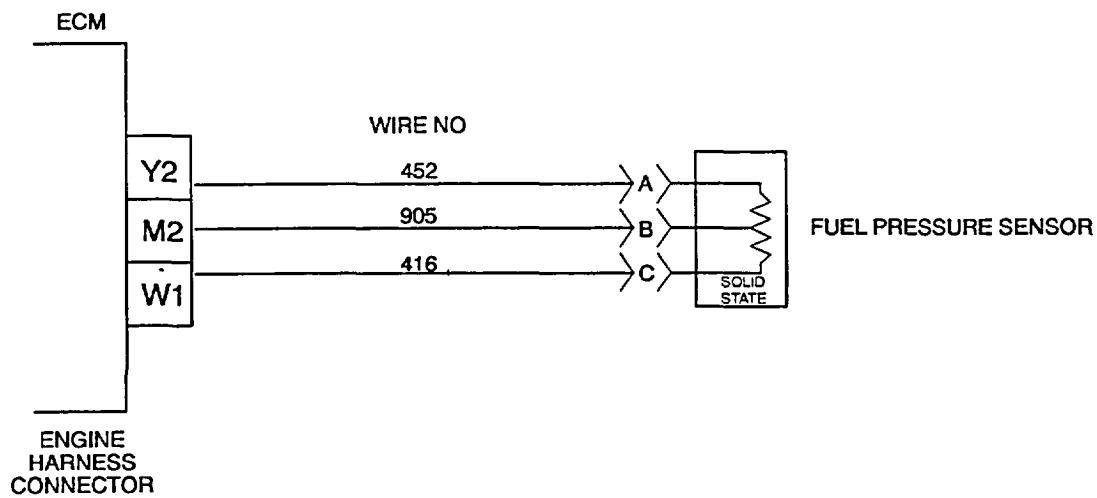 ECM
WIRE NO
Y2
452
A
M2
905
B
FUEL PRESSURE SENSOR
W1
416
C
SOLID
STATE
ENGINE
HARNESS
CONNECTOR